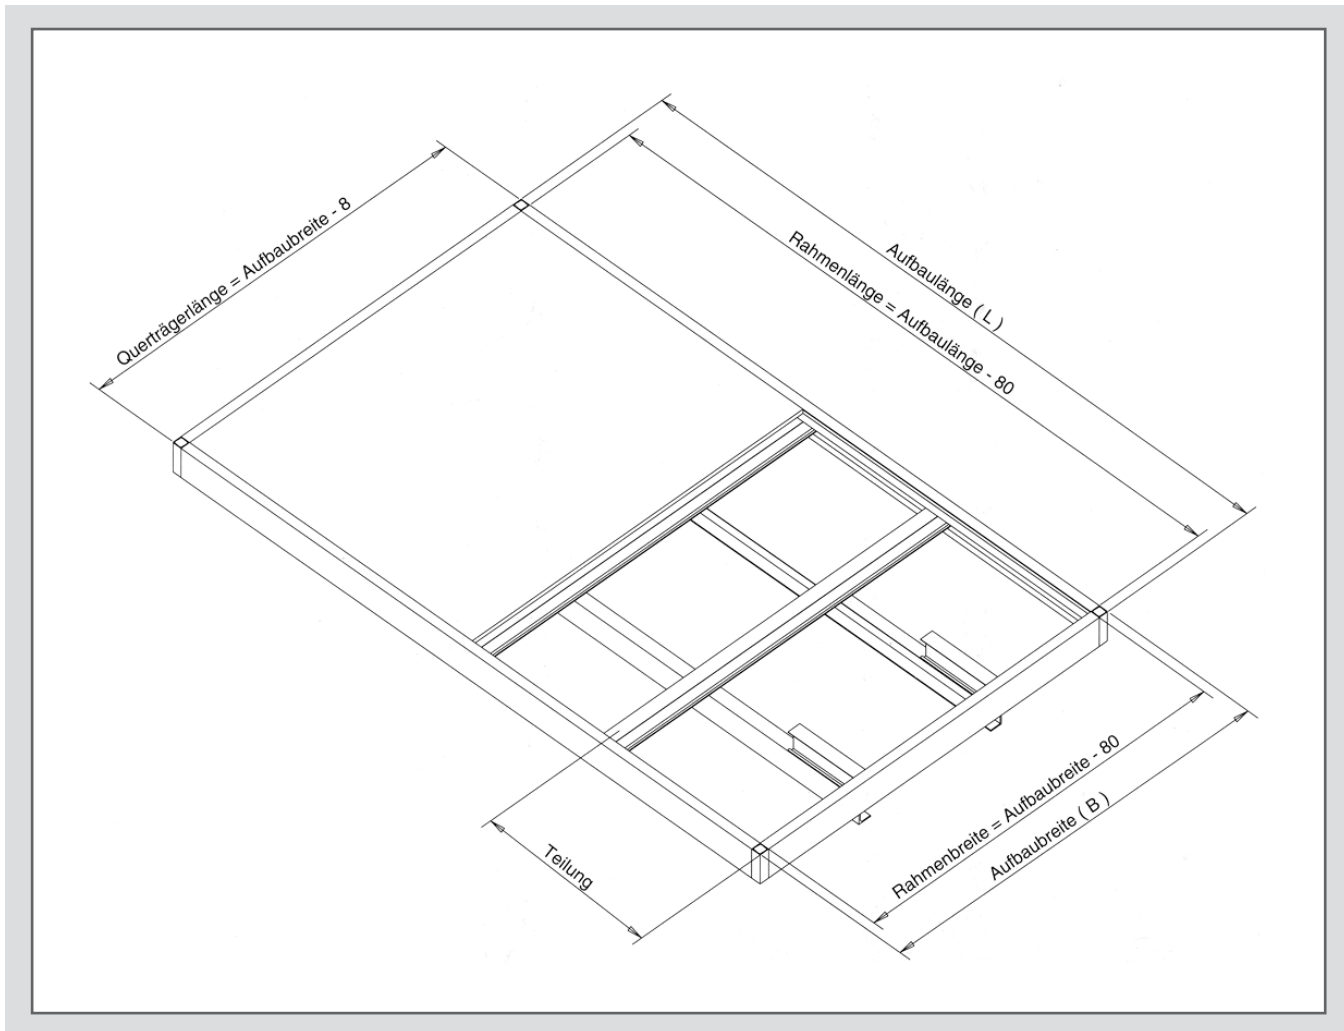 Querträgerlänge = Aufbaubreite - 8
Aufbaulänge ( L )
Rahmenlänge = Aufbaulänge - 80
Teilung
Rahmenbreite = Aufbaubreite - 80
Aufbaubreite ( B )